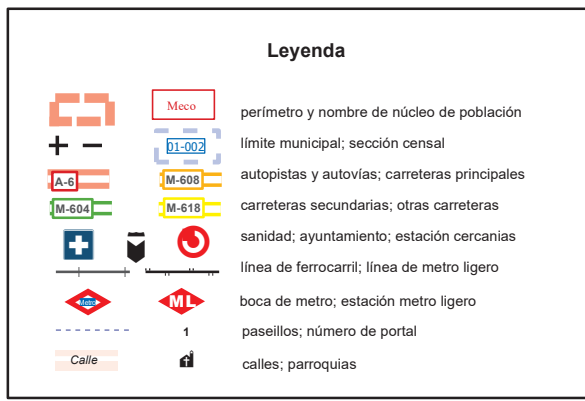 Leyenda
Meco perímetro y nombre de núcleo de población
01-002 límite municipal; sección censal
A-6 M-608 autopistas y autovías; carreteras principales
M-604 M-618 carreteras secundarias; otras carreteras
sanidad; ayuntamiento; estación cercanias
línea de ferrocarril; línea de metro ligero
Metro ML boca de metro; estación metro ligero
1 paseillos; número de portal
Calle calles; parroquias